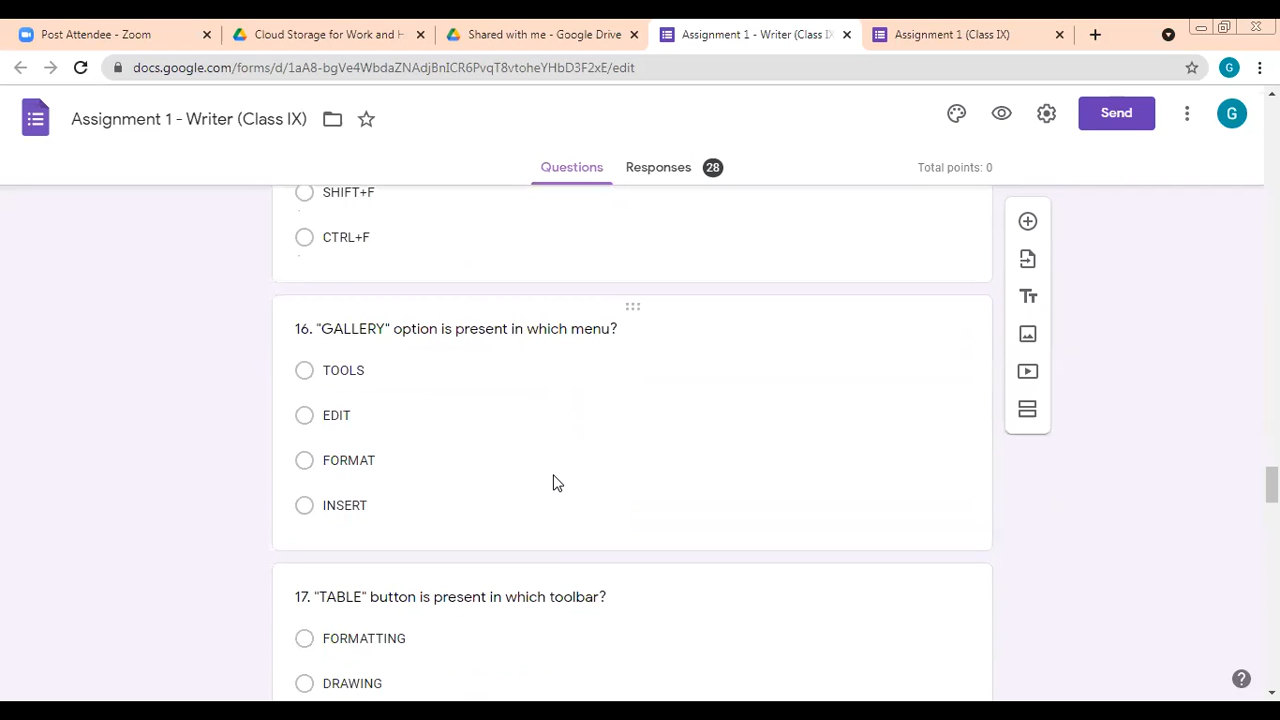 Post Attendee - Zoom
Cloud Storage for Work and H
Shared with me - Google Drive
Assignment 1 - Writer (Class IX
Assignment 1 (Class IX)
docs.google.com/forms/d/1aA8-bgVe4WbdaZNAdjBnICR6PvqT8vtoheYHbD3F2xE/edit
G
Assignment 1 - Writer (Class IX)
Send
G
Questions
Responses 28
Total points: 0
SHIFT+F
CTRL+F
16. "GALLERY" option is present in which menu?
TOOLS
EDIT
FORMAT
INSERT
17. "TABLE" button is present in which toolbar?
FORMATTING
DRAWING